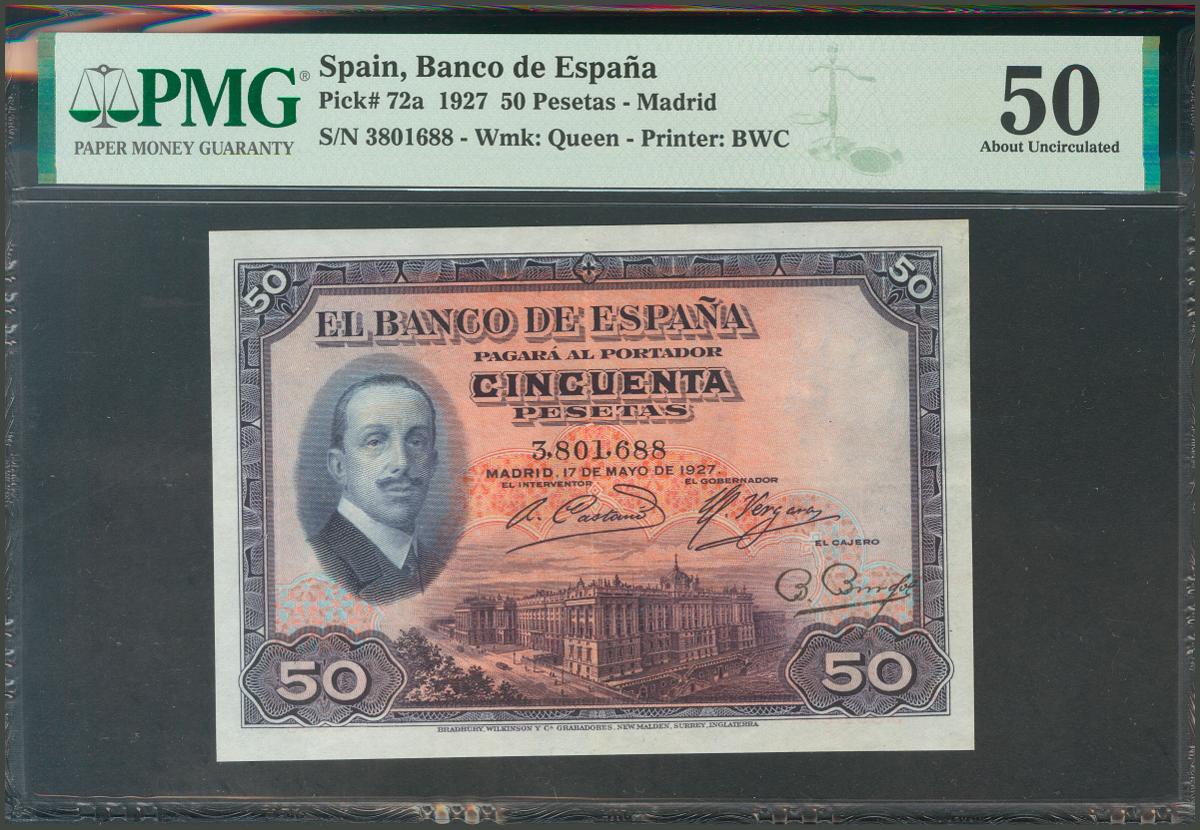 PMG®
PAPER MONEY GUARANTY
Spain, Banco de España
Pick# 72a 1927 50 Pesetas - Madrid
S/N 3801688 - Wmk: Queen - Printer: BWC
50
About Uncirculated
50
50
EL BANCO DE ESPAÑA
PAGARÁ AL PORTADOR
CINCUENTA
PESETAS
3,801,688
MADRID, 17 DE MAYO DE 1927.
EL INTERVENTOR
EL GOBERNADOR
A. Castaño
Vergara
EL CAJERO
50
50
BRADBURY, WILKINSON Y Cª GRABADORES, NEW MALDEN, SURREY, INGLATERRA